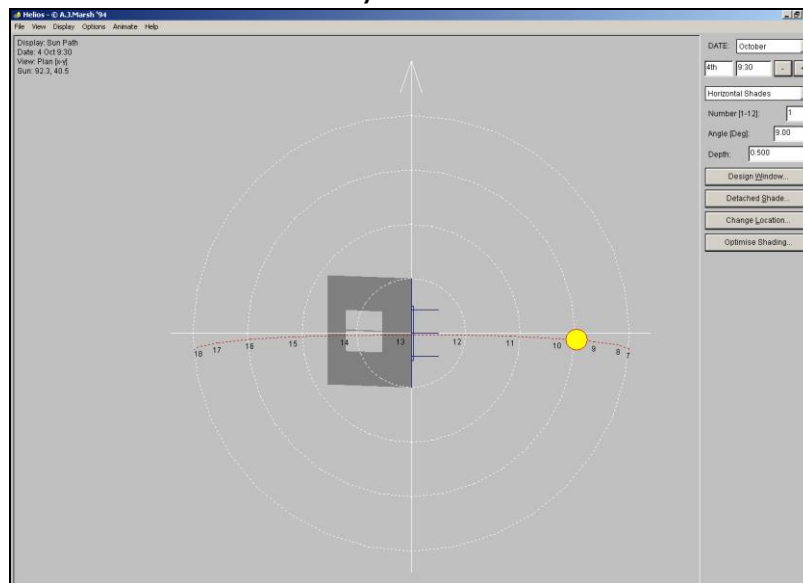 Helios - © A.J.Marsh '94
File View Display Options Animate Help
Display: Sun Path
Date: 4 Oct 9:30
View: Plan [x-y]
Sun: 92.3, 40.5
DATE: October
4th 9:30 -
Horizontal Shades
Number [1-12]: 1
Angle [Deg]: 9.00
Depth: 0.500
Design Window...
Detached Shade...
Change Location...
Optimise Shading...
18 17 16 15 14 13 12 11 10 9 8 7